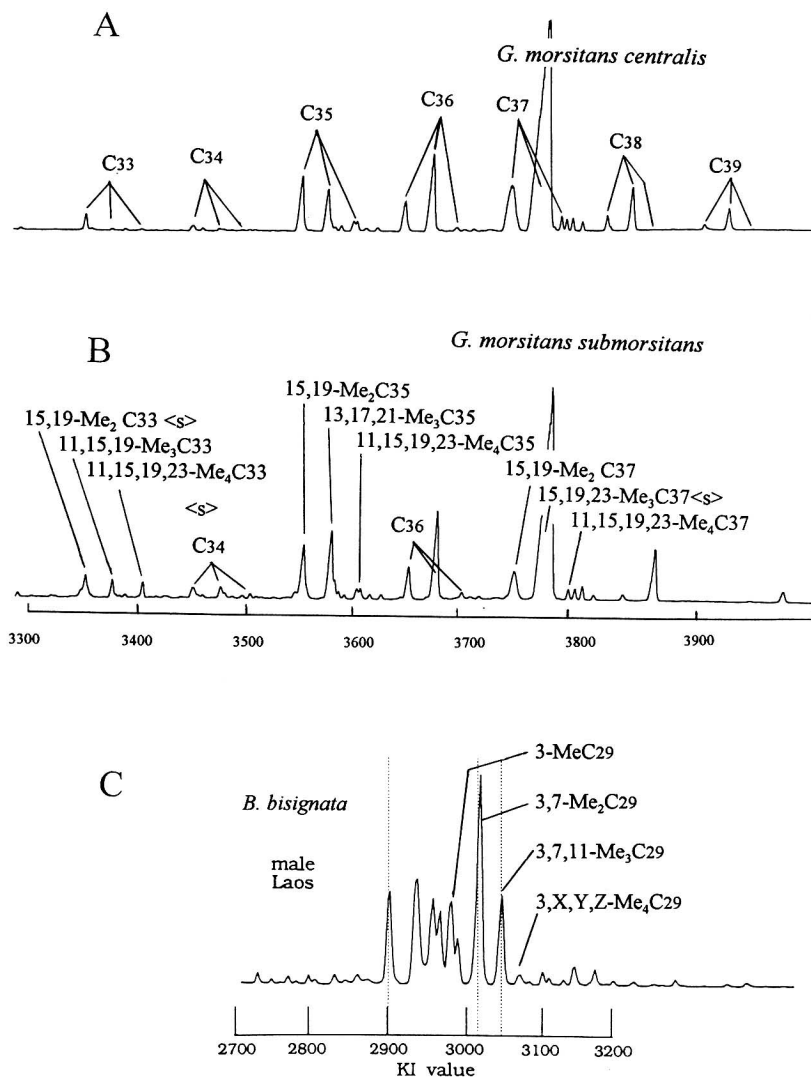 A
G. morsitans centralis
C33
C34
C35
C36
C37
C38
C39
B
G. morsitans submorsitans
15,19-Me₂ C33 <s>
11,15,19-Me₃C33
11,15,19,23-Me₄C33
<s>
C34
15,19-Me₂C35
13,17,21-Me₃C35
11,15,19,23-Me₄C35
C36
15,19-Me₂ C37
15,19,23-Me₃C37<s>
11,15,19,23-Me₄C37
3300 3400 3500 3600 3700 3800 3900
C
B. bisignata
male
Laos
3-MeC29
3,7-Me₂C29
3,7,11-Me₃C29
3,X,Y,Z-Me₄C29
2700 2800 2900 3000 3100 3200
KI value